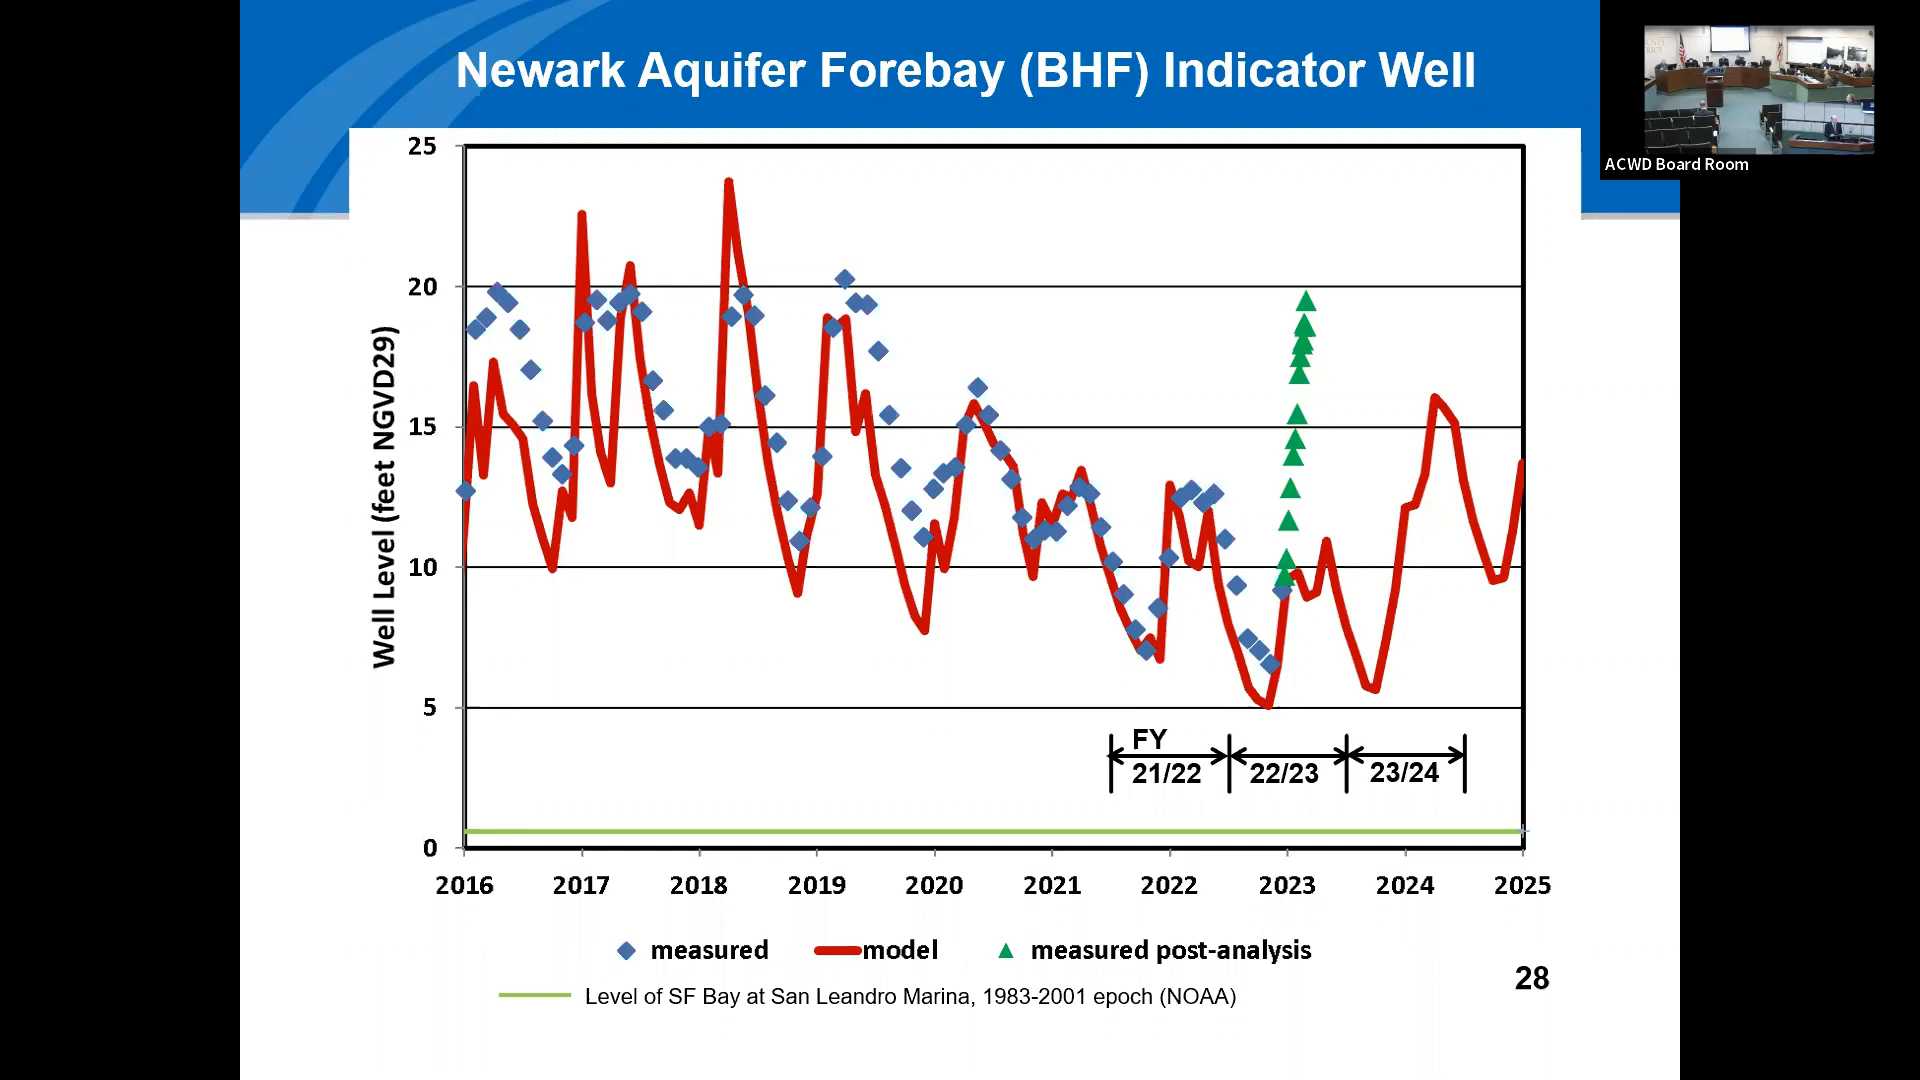 Newark Aquifer Forebay (BHF) Indicator Well
ACWD Board Room
Well Level (feet NGVD29)
25
20
15
10
5
0
FY
21/22
22/23
23/24
2016
2017
2018
2019
2020
2021
2022
2023
2024
2025
measured
model
measured post-analysis
Level of SF Bay at San Leandro Marina, 1983-2001 epoch (NOAA)
28